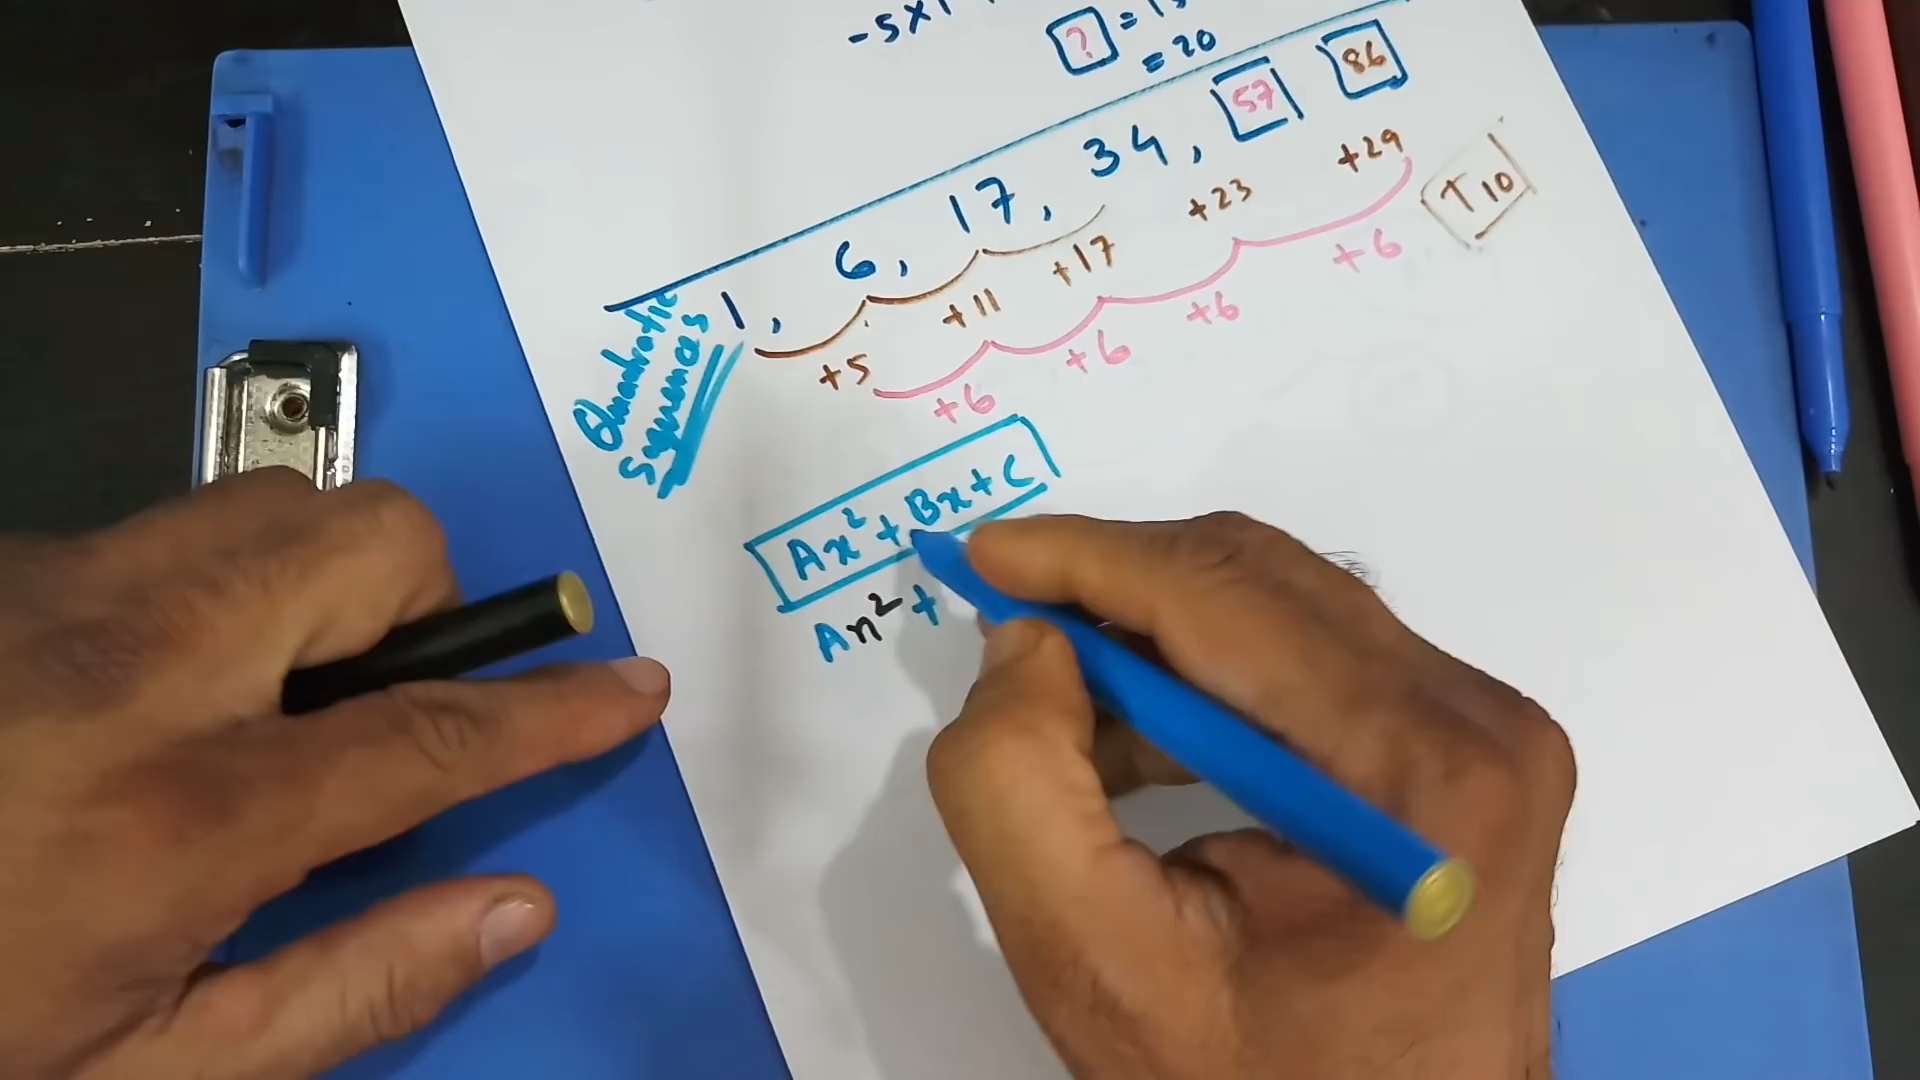 -5x1
? = 15
= 20
1, 6, 17, 34, 57 86
+5 +11 +17 +23 +29
+6 +6 +6 +6
T10
Quadratic
Sequences
Ax²+Bx+C
An²+